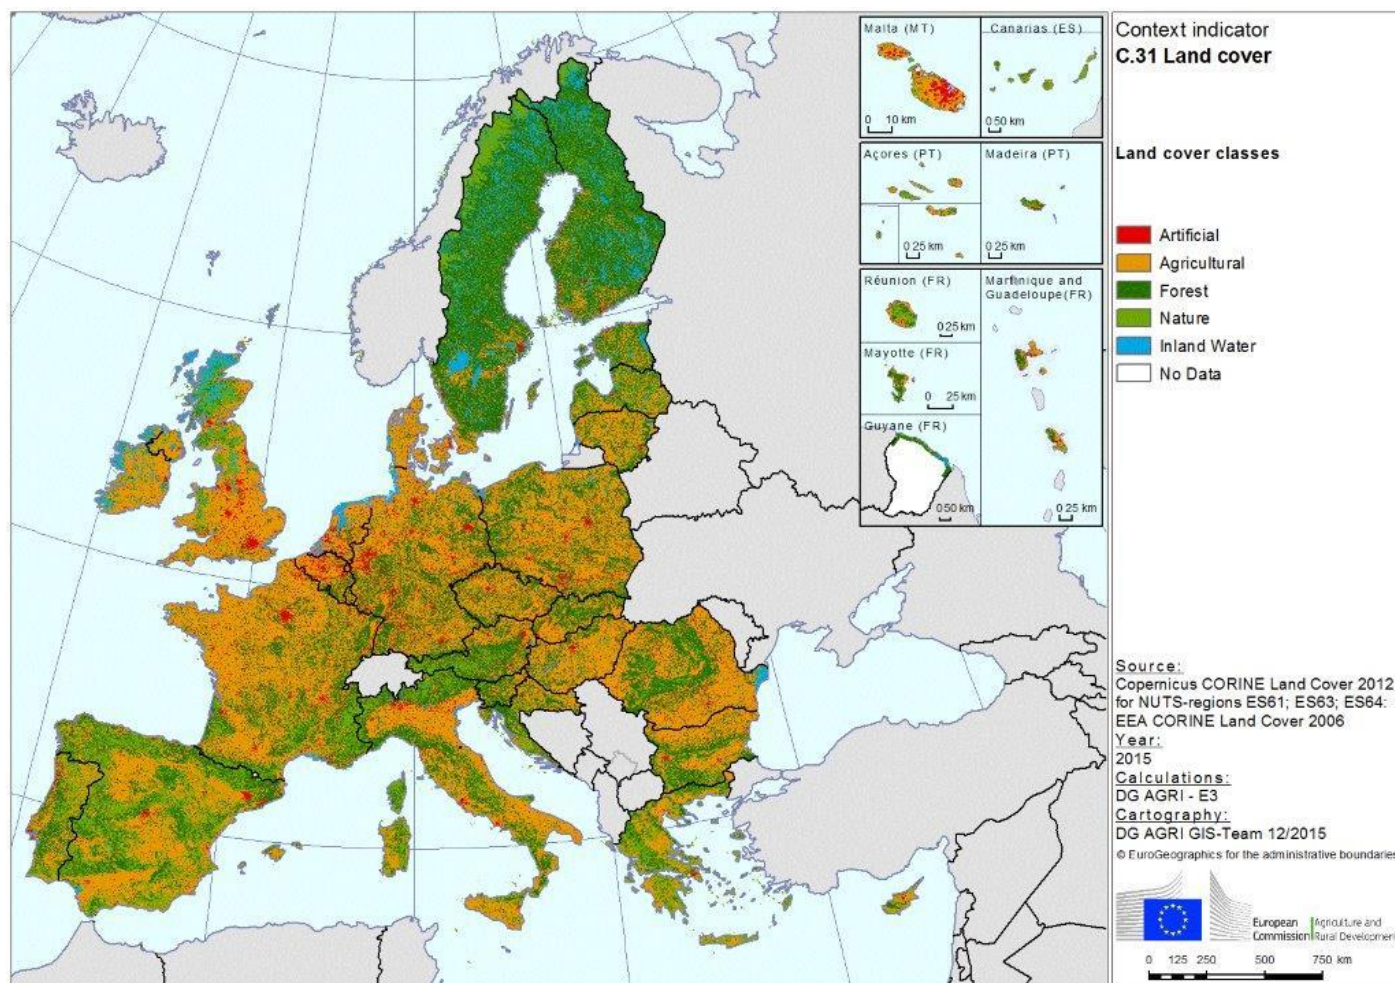 Context indicator
C.31 Land cover
Land cover classes
Artificial
Agricultural
Forest
Nature
Inland Water
No Data
Malta (MT)
0 10 km
Canarias (ES)
0 50 km
Açores (PT)
0 25 km
Madeira (PT)
0 25 km
Réunion (FR)
0 25 km
Martinique and
Guadeloupe(FR)
Mayotte (FR)
0 25 km
Guyane (FR)
0 50 km
0 25 km
Source:
Copernicus CORINE Land Cover 2012
for NUTS-regions ES61; ES63; ES64:
EEA CORINE Land Cover 2006
Year:
2015
Calculations:
DG AGRI - E3
Cartography:
DG AGRI GIS-Team 12/2015
© EuroGeographics for the administrative boundaries
European
Commission
Agriculture and
Rural Development
0 125 250 500 750 km